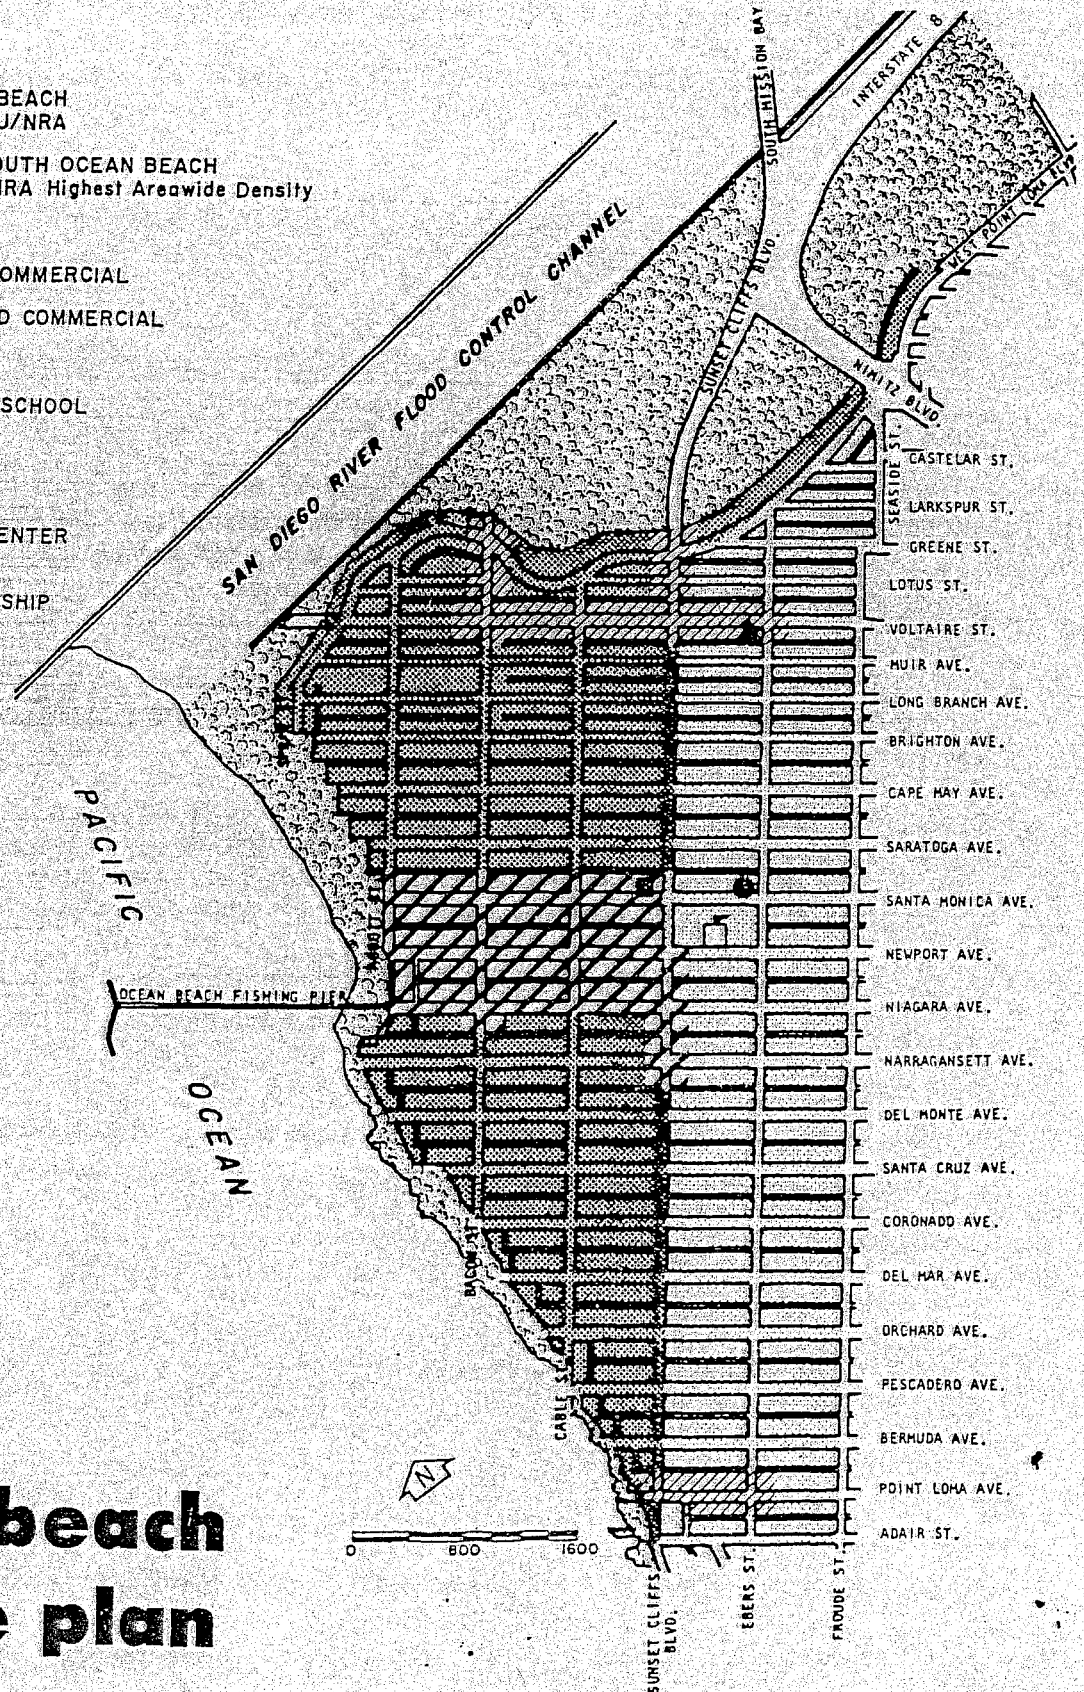 BEACH
U/NRA
OUTH OCEAN BEACH
NRA Highest Areawide Density
OMMERCIAL
D COMMERCIAL
SCHOOL
ENTER
SHIP
SOUTH MISSION BAY
INTERSTATE 8
WEST POINT LOMA BLVD
SAN DIEGO RIVER FLOOD CONTROL CHANNEL
SUNSET CLIFFS BLVD.
NIMITZ BLVD.
SEASIDE ST.
CASTELAR ST.
LARKSPUR ST.
GREENE ST.
LOTUS ST.
VOLTAIRE ST.
MUIR AVE.
LONG BRANCH AVE.
BRIGHTON AVE.
CAPE MAY AVE.
SARATOGA AVE.
SANTA MONICA AVE.
NEWPORT AVE.
NIAGARA AVE.
NARRAGANSETT AVE.
DEL MONTE AVE.
SANTA CRUZ AVE.
CORONADO AVE.
DEL MAR AVE.
ORCHARD AVE.
PESCADERO AVE.
BERMUDA AVE.
POINT LOMA AVE.
ADAIR ST.
PACIFIC
OCEAN
ABBOTT ST.
OCEAN BEACH FISHING PIER
BACON ST.
CABLE ST.
N
0 800 1600
SUNSET CLIFFS
BLVD.
EBERS ST.
FROUDE ST.
beach
e plan